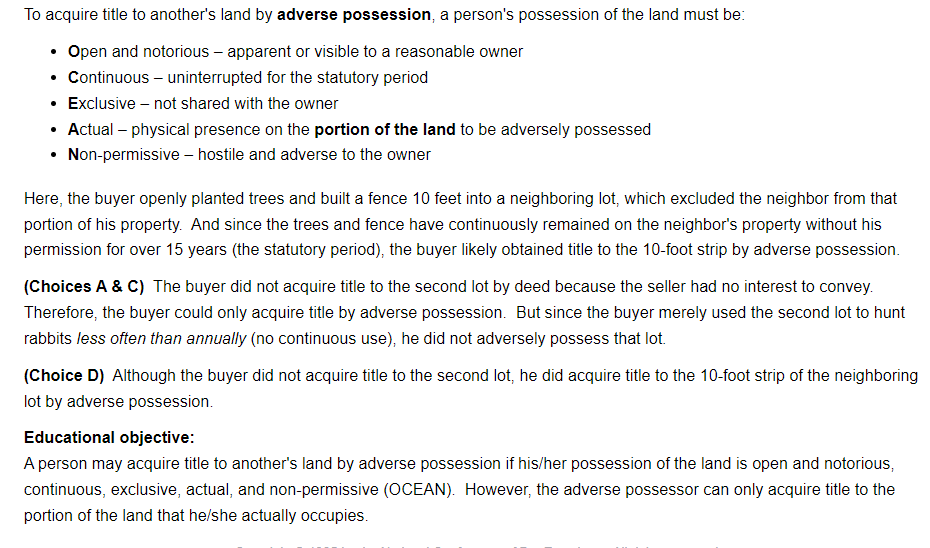 To acquire title to another's land by adverse possession, a person's possession of the land must be:
• Open and notorious – apparent or visible to a reasonable owner
• Continuous – uninterrupted for the statutory period
• Exclusive – not shared with the owner
• Actual – physical presence on the portion of the land to be adversely possessed
• Non-permissive – hostile and adverse to the owner
Here, the buyer openly planted trees and built a fence 10 feet into a neighboring lot, which excluded the neighbor from that
portion of his property.  And since the trees and fence have continuously remained on the neighbor's property without his
permission for over 15 years (the statutory period), the buyer likely obtained title to the 10-foot strip by adverse possession.
(Choices A & C)  The buyer did not acquire title to the second lot by deed because the seller had no interest to convey.
Therefore, the buyer could only acquire title by adverse possession.  But since the buyer merely used the second lot to hunt
rabbits less often than annually (no continuous use), he did not adversely possess that lot.
(Choice D)  Although the buyer did not acquire title to the second lot, he did acquire title to the 10-foot strip of the neighboring
lot by adverse possession.
Educational objective:
A person may acquire title to another's land by adverse possession if his/her possession of the land is open and notorious,
continuous, exclusive, actual, and non-permissive (OCEAN).  However, the adverse possessor can only acquire title to the
portion of the land that he/she actually occupies.